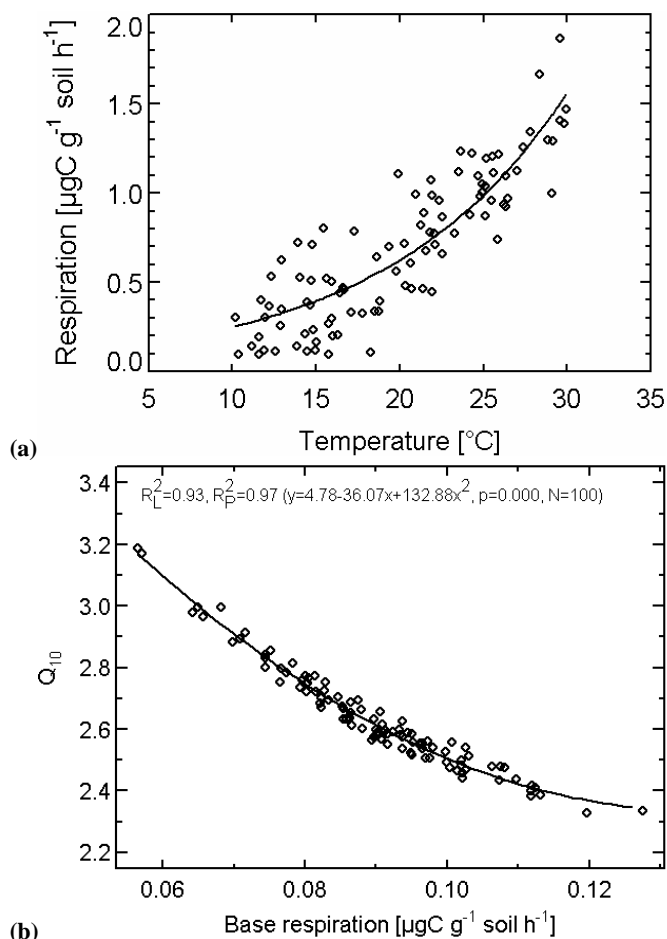 2.0
1.5
1.0
0.5
0.0
Respiration [µgC g⁻¹ soil h⁻¹]
5 10 15 20 25 30 35
Temperature [°C]
(a)
3.4
3.2
3.0
2.8
2.6
2.4
2.2
Q₁₀
R²_L=0.93, R²_P=0.97 (y=4.78-36.07x+132.88x², p=0.000, N=100)
0.06 0.08 0.10 0.12
Base respiration [µgC g⁻¹ soil h⁻¹]
(b)